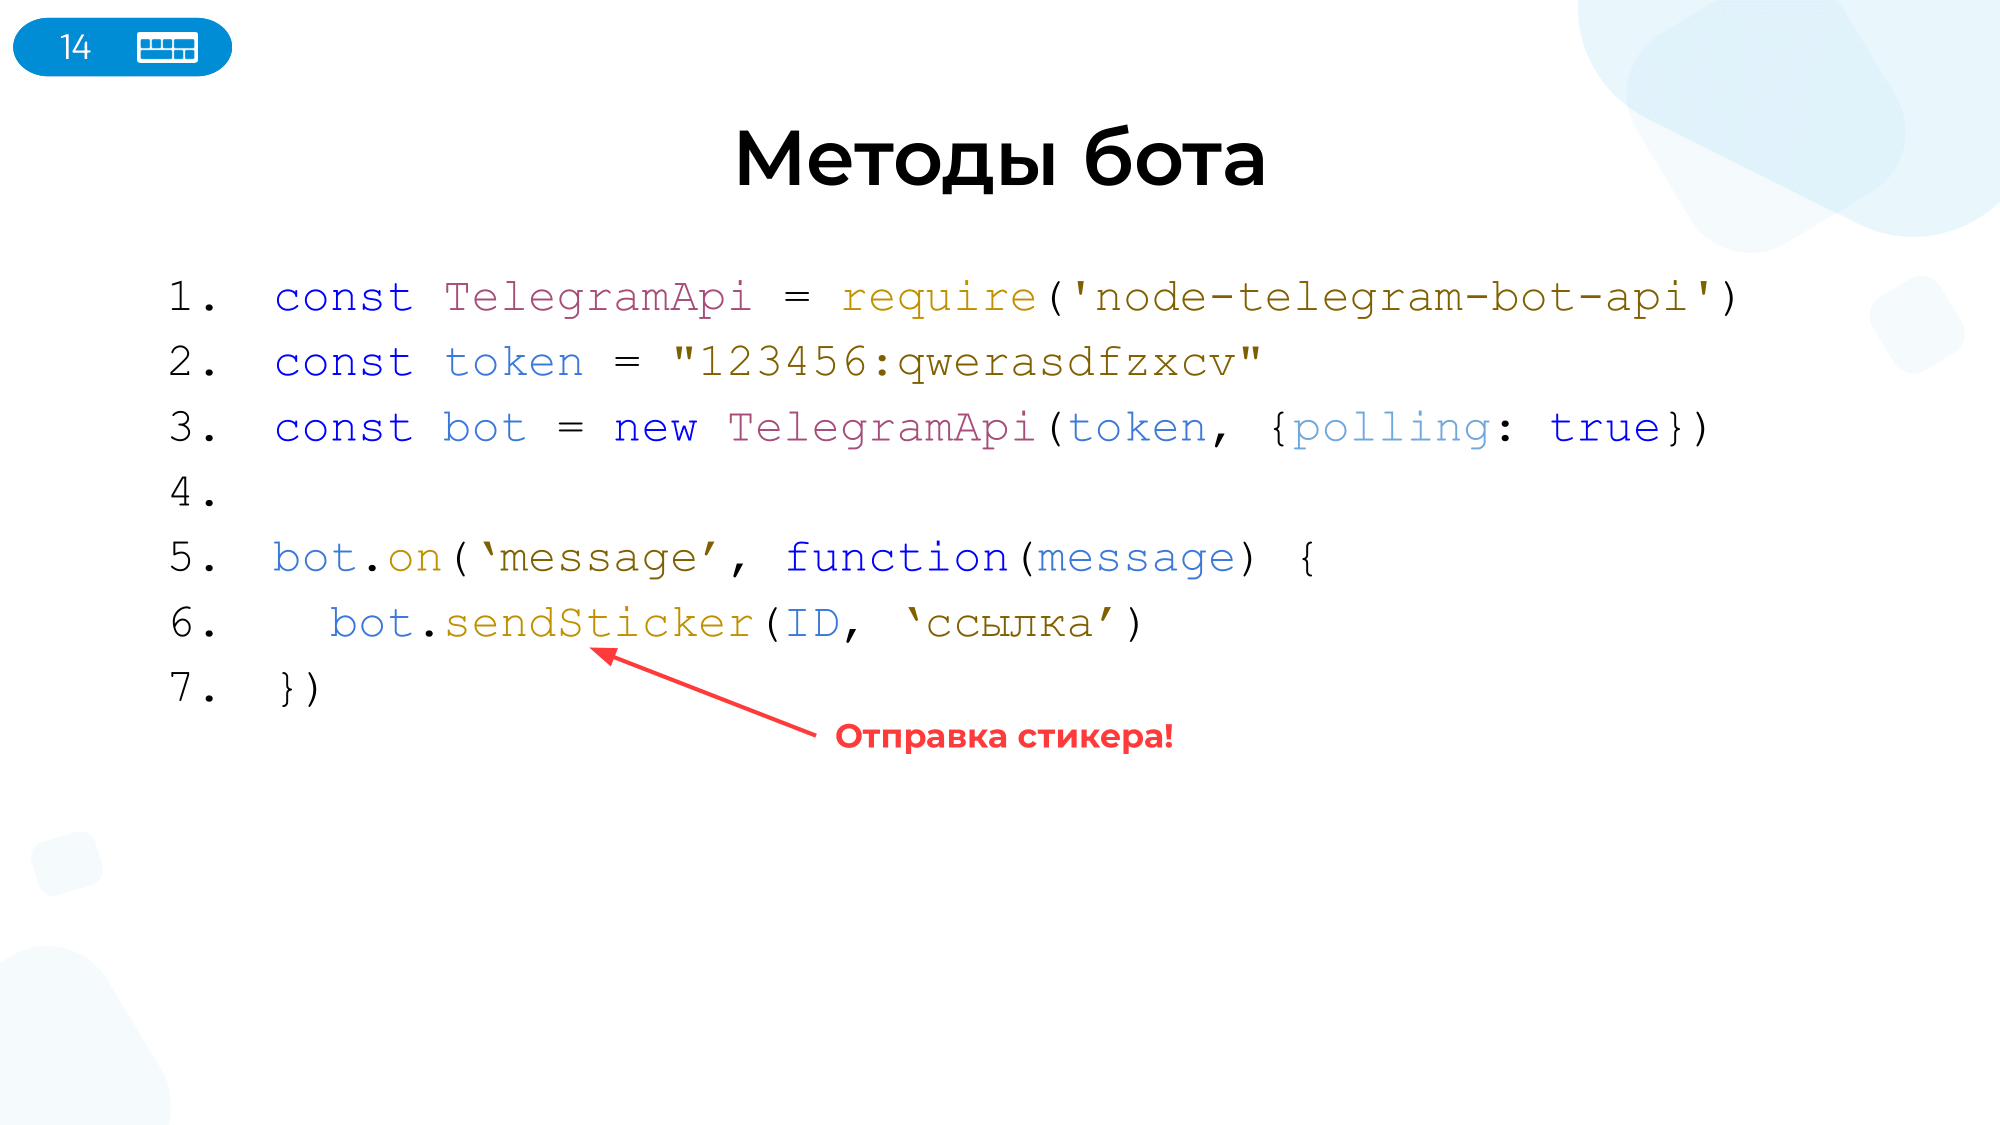 14
Методы бота
1. const TelegramApi = require('node-telegram-bot-api')
2. const token = "123456:qwerasdfzxcv"
3. const bot = new TelegramApi(token, {polling: true})
4.
5. bot.on(‘message’, function(message) {
6. bot.sendSticker(ID, ‘ссылка’)
7. })
Отправка стикера!